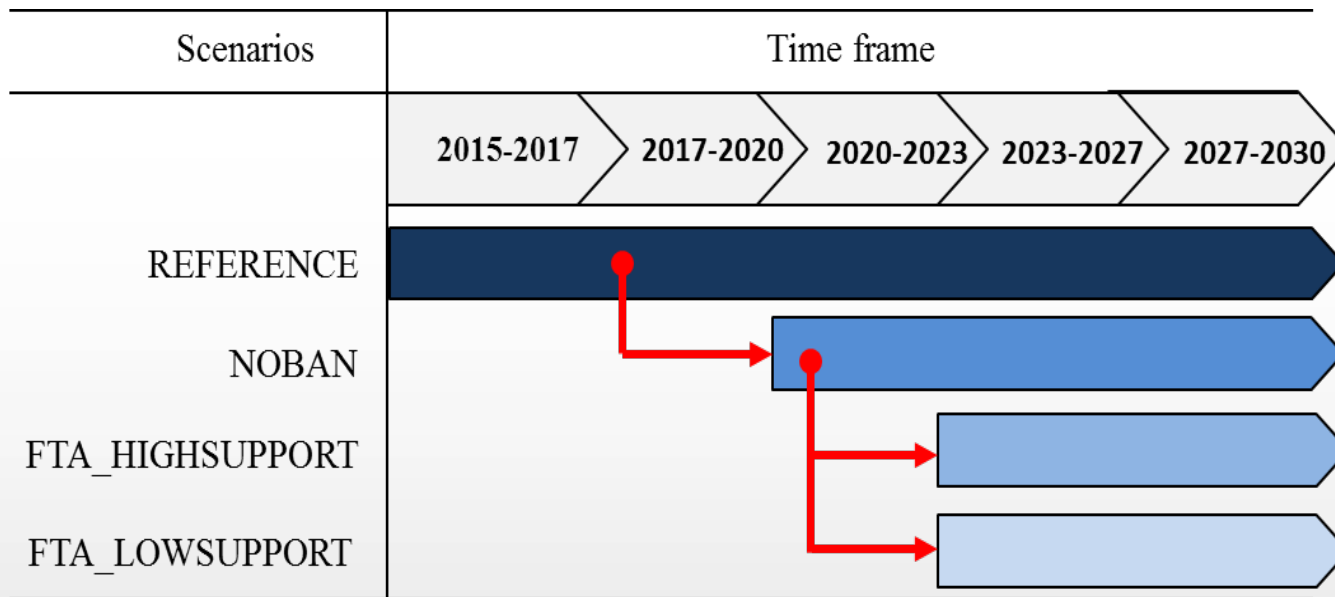 Scenarios
Time frame
2015-2017
2017-2020
2020-2023
2023-2027
2027-2030
REFERENCE
NOBAN
FTA_HIGHSUPPORT
FTA_LOWSUPPORT